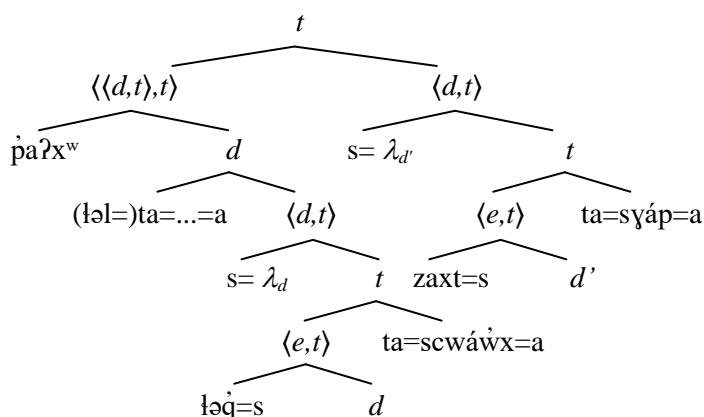 t
⟨⟨d,t⟩,t⟩ ⟨d,t⟩
p̓aʔxʷ d s= λd' t
(ɬəl=)ta=...=a ⟨d,t⟩ ⟨e,t⟩ ta=sɣáp=a
s= λd t zaxt=s d’
⟨e,t⟩ ta=scwáw̓x=a
ɬəq̓=s d